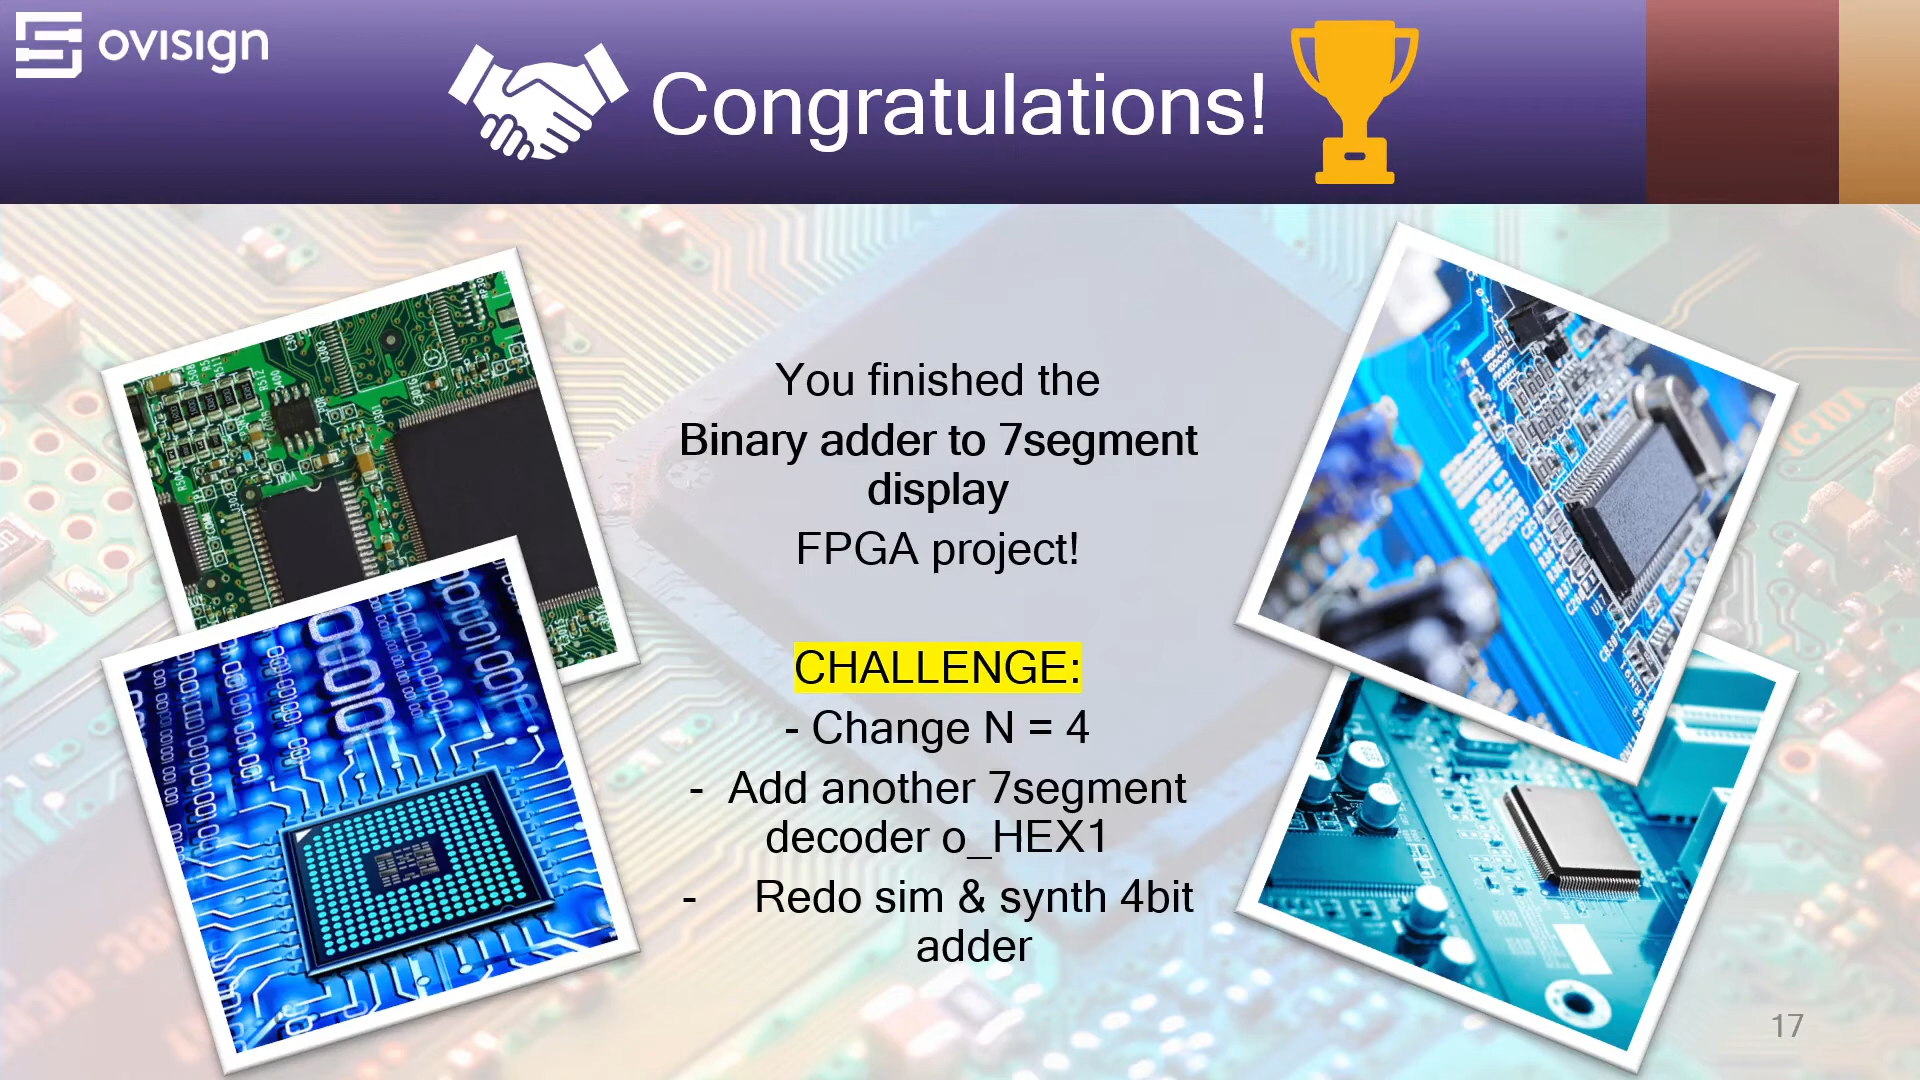 ovisign
Congratulations!
You finished the
Binary adder to 7segment
display
FPGA project!
CHALLENGE:
- Change N = 4
- Add another 7segment
decoder o_HEX1
- Redo sim & synth 4bit
adder
17